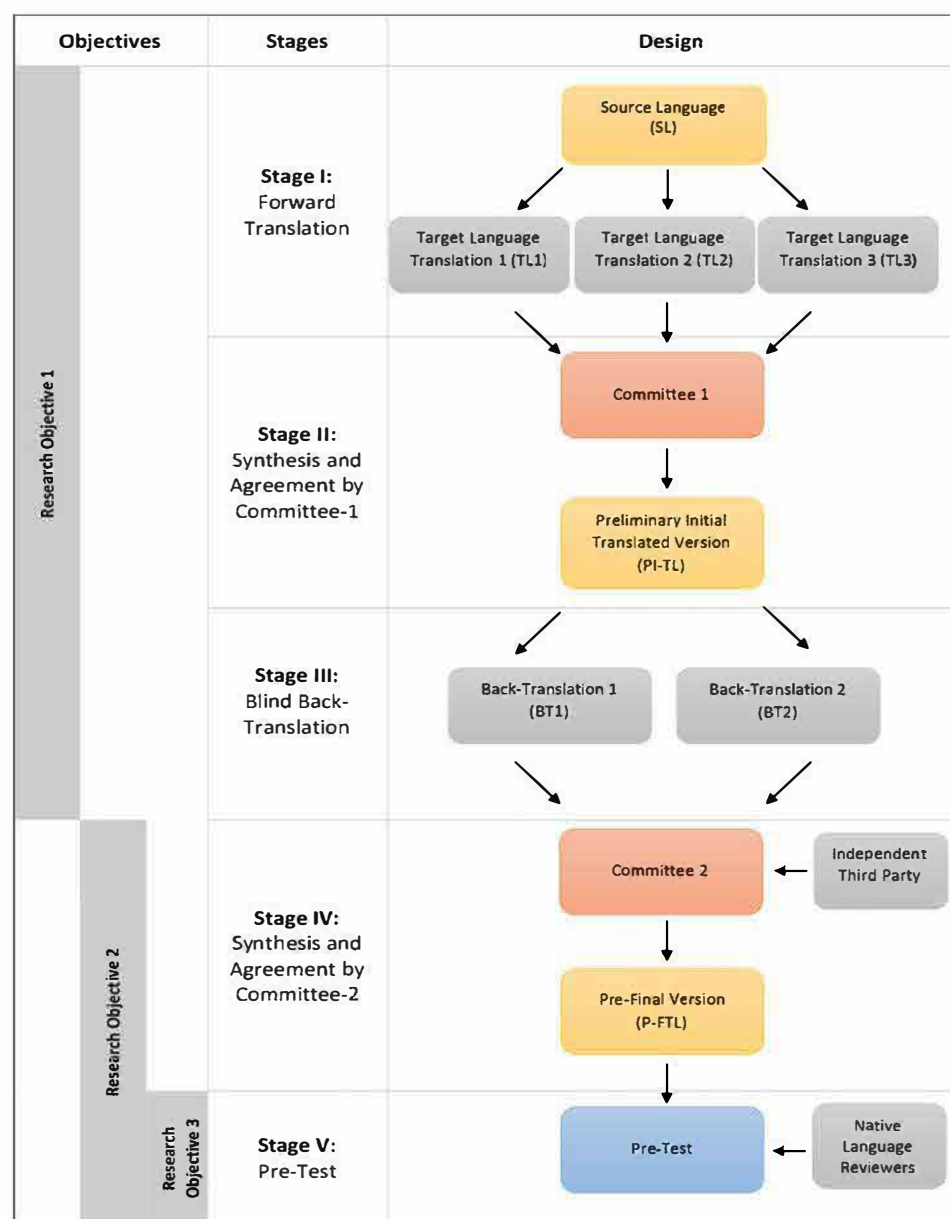 Objectives
Stages
Design
Research Objective 1
Stage I:
Forward
Translation
Source Language
(SL)
Target Language
Translation 1 (TL1)
Target Language
Translation 2 (TL2)
Target Language
Translation 3 (TL3)
Stage II:
Synthesis and
Agreement by
Committee-1
Committee 1
Preliminary Initial
Translated Version
(PI-TL)
Stage III:
Blind Back-
Translation
Back-Translation 1
(BT1)
Back-Translation 2
(BT2)
Research Objective 2
Stage IV:
Synthesis and
Agreement by
Committee-2
Committee 2
Independent
Third Party
Pre-Final Version
(P-FTL)
Research
Objective 3
Stage V:
Pre-Test
Pre-Test
Native
Language
Reviewers